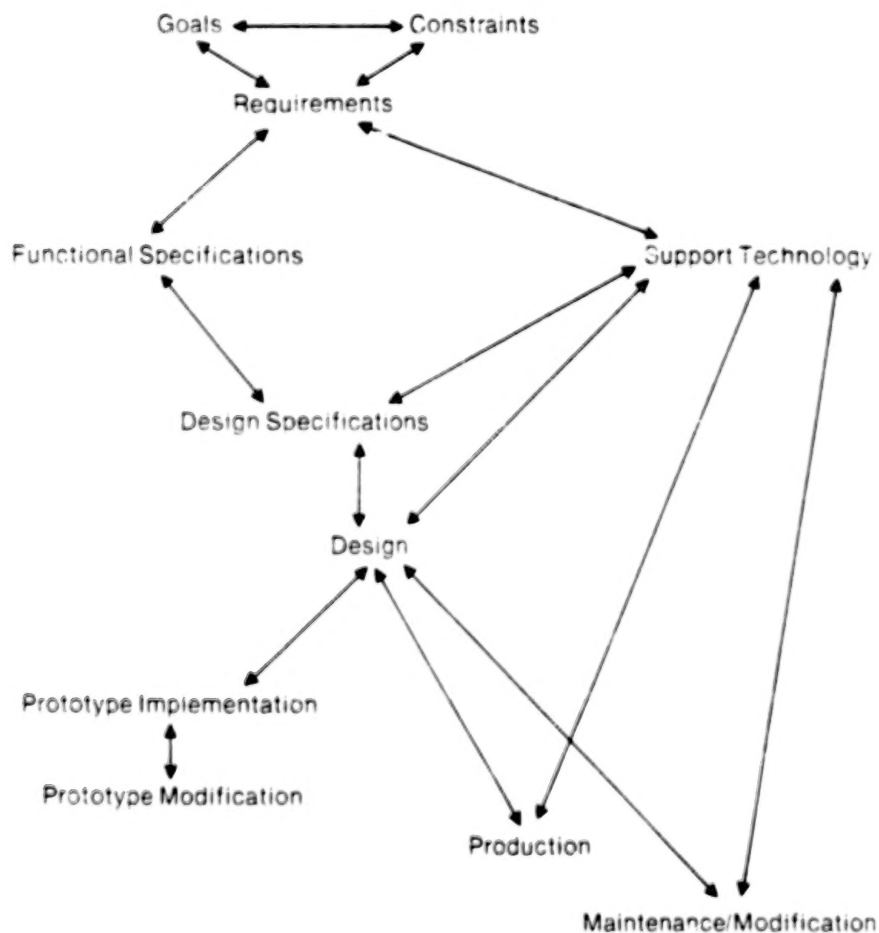 Goals
Constraints
Requirements
Functional Specifications
Support Technology
Design Specifications
Design
Prototype Implementation
Prototype Modification
Production
Maintenance/Modification